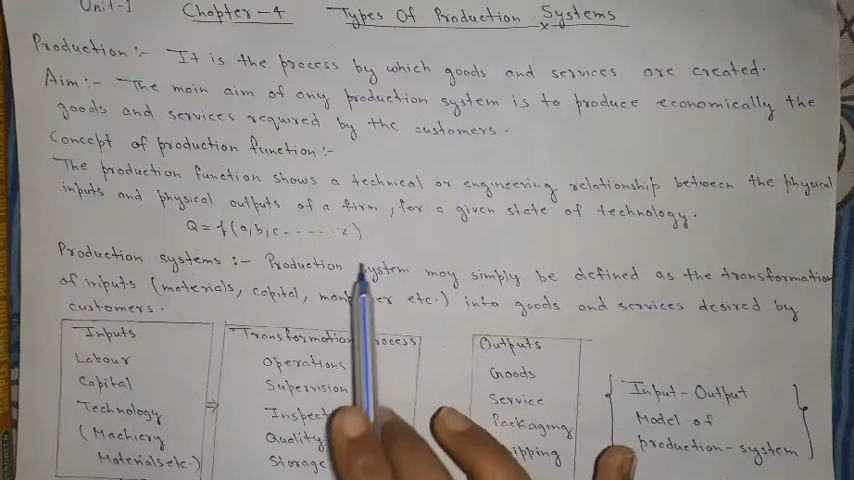 Unit-1
Chapter-4 Types Of Production Systems
Production:- It is the process by which goods and services are created.
Aim:- The main aim of any production system is to produce economically the
goods and services required by the customers.
Concept of production function:-
The production function shows a technical or engineering relationship between the physical
inputs and physical outputs of a firm, for a given state of technology.
Q = f(a,b,c ------ z)
Production systems:- Production system may simply be defined as the transformation
of inputs (materials, capital, etc.) into goods and services desired by
customers.
Inputs
Labour
Capital
Technology
(Machiery
Materials etc.)
⇒
Transformation Process
Operations
Supervision
Inspect
Quality
Storage
Outputs
Goods
Service
Packaging
Input-Output
Model of
production-system